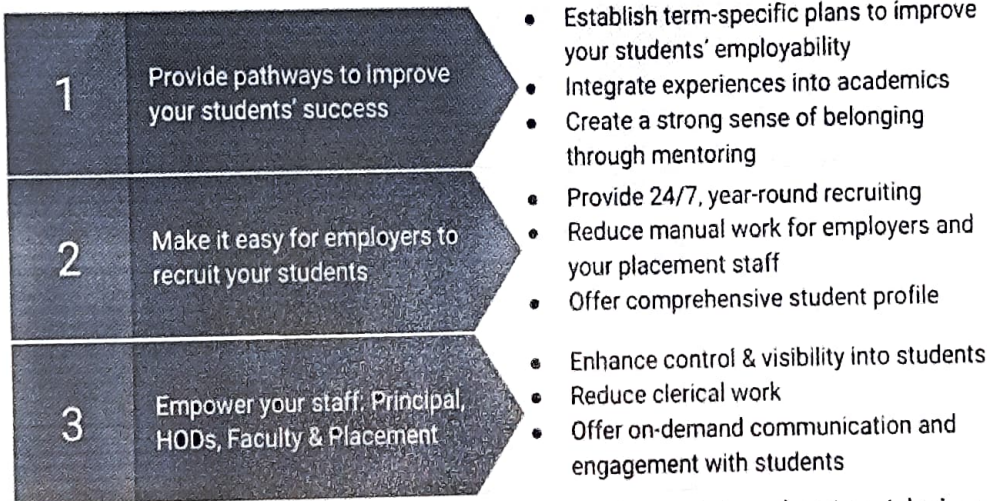 1
Provide pathways to improve
your students' success
• Establish term-specific plans to improve
your students' employability
• Integrate experiences into academics
• Create a strong sense of belonging
through mentoring
2
Make it easy for employers to
recruit your students
• Provide 24/7, year-round recruiting
• Reduce manual work for employers and
your placement staff
• Offer comprehensive student profile
3
Empower your staff: Principal,
HODs, Faculty & Placement
• Enhance control & visibility into students
• Reduce clerical work
• Offer on-demand communication and
engagement with students